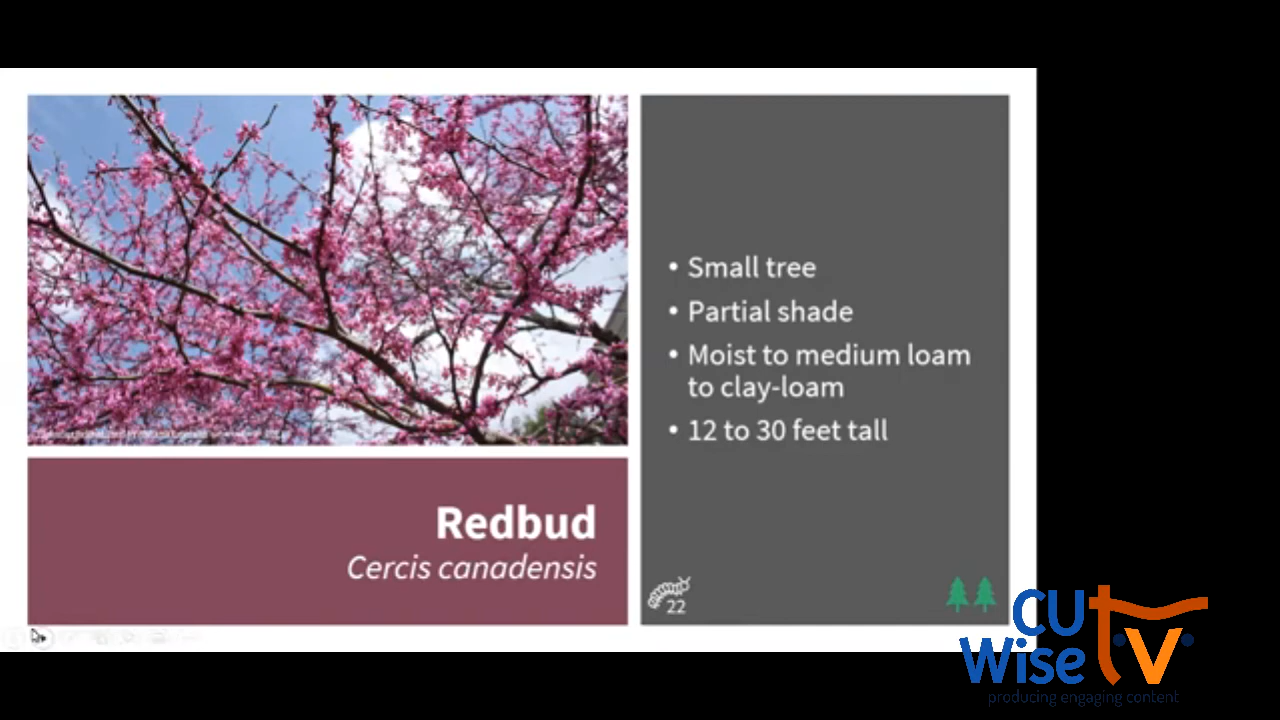 Small tree
Partial shade
Moist to medium loam
to clay-loam
12 to 30 feet tall
Redbud
Cercis canadensis
22
CU
Wise
tv
producing engaging content